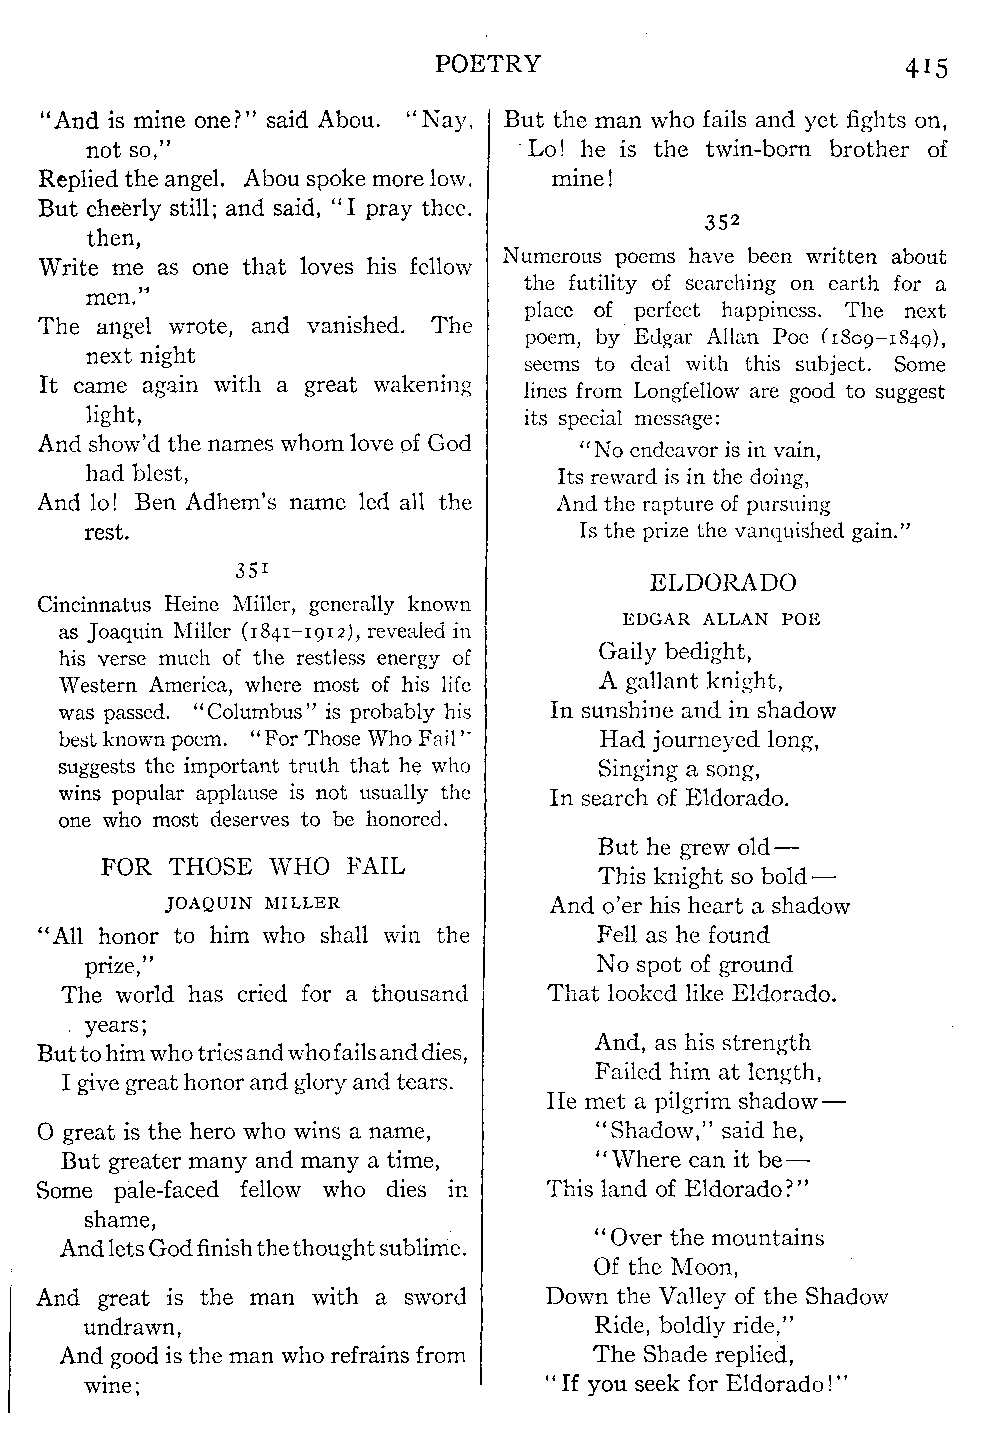 POETRY 415
"And is mine one?" said Abou. "Nay,
not so,"
Replied the angel. Abou spoke more low,
But cheerly still; and said, "I pray thee,
then,
Write me as one that loves his fellow
men."
The angel wrote, and vanished. The
next night
It came again with a great wakening
light,
And show'd the names whom love of God
had blest,
And lo! Ben Adhem's name led all the
rest.
351
Cincinnatus Heine Miller, generally known
as Joaquin Miller (1841–1912), revealed in
his verse much of the restless energy of
Western America, where most of his life
was passed. "Columbus" is probably his
best known poem. "For Those Who Fail"
suggests the important truth that he who
wins popular applause is not usually the
one who most deserves to be honored.
FOR THOSE WHO FAIL
JOAQUIN MILLER
"All honor to him who shall win the
prize,"
The world has cried for a thousand
years;
But to him who tries and who fails and dies,
I give great honor and glory and tears.
O great is the hero who wins a name,
But greater many and many a time,
Some pale-faced fellow who dies in
shame,
And lets God finish the thought sublime.
And great is the man with a sword
undrawn,
And good is the man who refrains from
wine;
But the man who fails and yet fights on,
Lo! he is the twin-born brother of
mine!
352
Numerous poems have been written about
the futility of searching on earth for a
place of perfect happiness. The next
poem, by Edgar Allan Poe (1809–1849),
seems to deal with this subject. Some
lines from Longfellow are good to suggest
its special message:
"No endeavor is in vain,
Its reward is in the doing,
And the rapture of pursuing
Is the prize the vanquished gain."
ELDORADO
EDGAR ALLAN POE
Gaily bedight,
A gallant knight,
In sunshine and in shadow
Had journeyed long,
Singing a song,
In search of Eldorado.
But he grew old—
This knight so bold—
And o'er his heart a shadow
Fell as he found
No spot of ground
That looked like Eldorado.
And, as his strength
Failed him at length,
He met a pilgrim shadow—
"Shadow," said he,
"Where can it be—
This land of Eldorado?"
"Over the mountains
Of the Moon,
Down the Valley of the Shadow
Ride, boldly ride,"
The Shade replied,
"If you seek for Eldorado!"